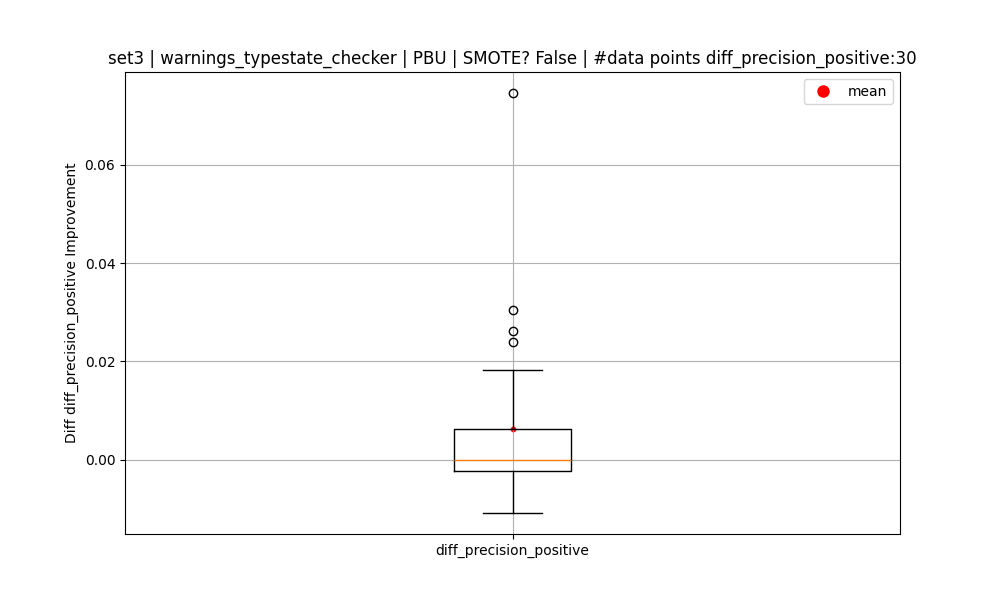 set3 | warnings_typestate_checker | PBU | SMOTE? False | #data points diff_precision_positive:30
mean
Diff diff_precision_positive Improvement
0.06
0.04
0.02
0.00
diff_precision_positive